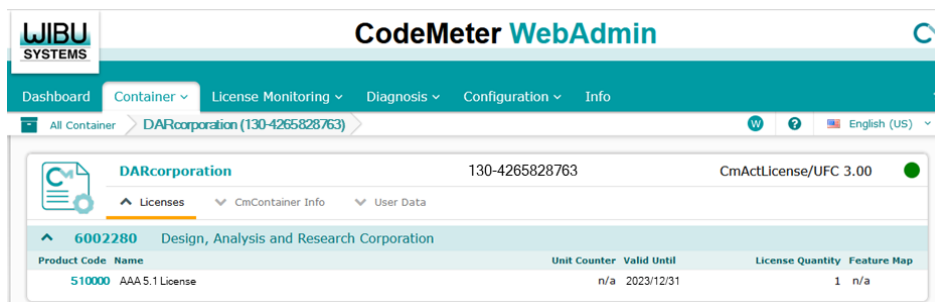 WIBU
SYSTEMS
CodeMeter WebAdmin
Dashboard Container License Monitoring Diagnosis Configuration Info
All Container DARcorporation (130-4265828763) W ? English (US)
CM DARcorporation 130-4265828763 CmActLicense/UFC 3.00
Licenses CmContainer Info User Data
6002280 Design, Analysis and Research Corporation
Product Code Name Unit Counter Valid Until License Quantity Feature Map
510000 AAA 5.1 License n/a 2023/12/31 1 n/a